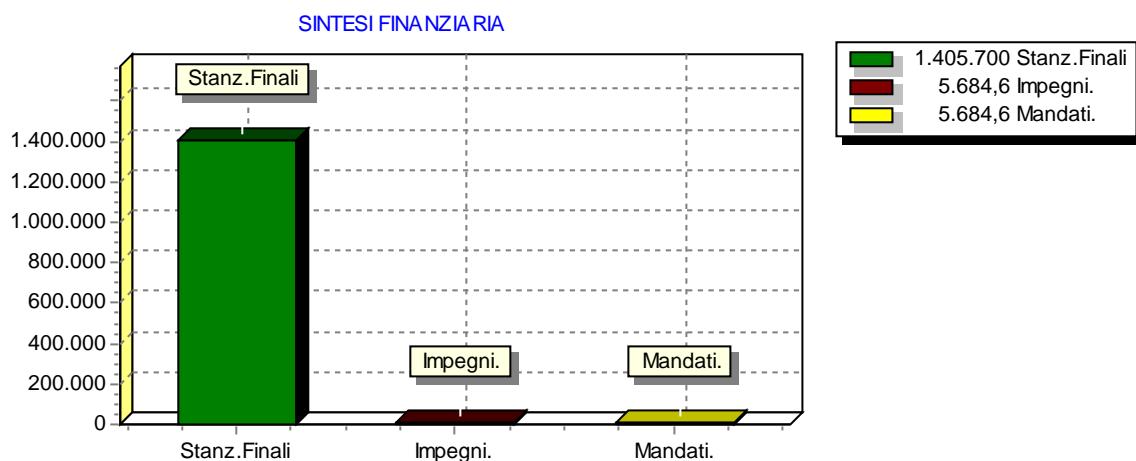 SINTESI FINANZIARIA
1.405.700 Stanz.Finali
5.684,6 Impegni.
5.684,6 Mandati.
Stanz.Finali
Impegni.
Mandati.
1.400.000
1.200.000
1.000.000
800.000
600.000
400.000
200.000
0
Stanz.Finali
Impegni.
Mandati.